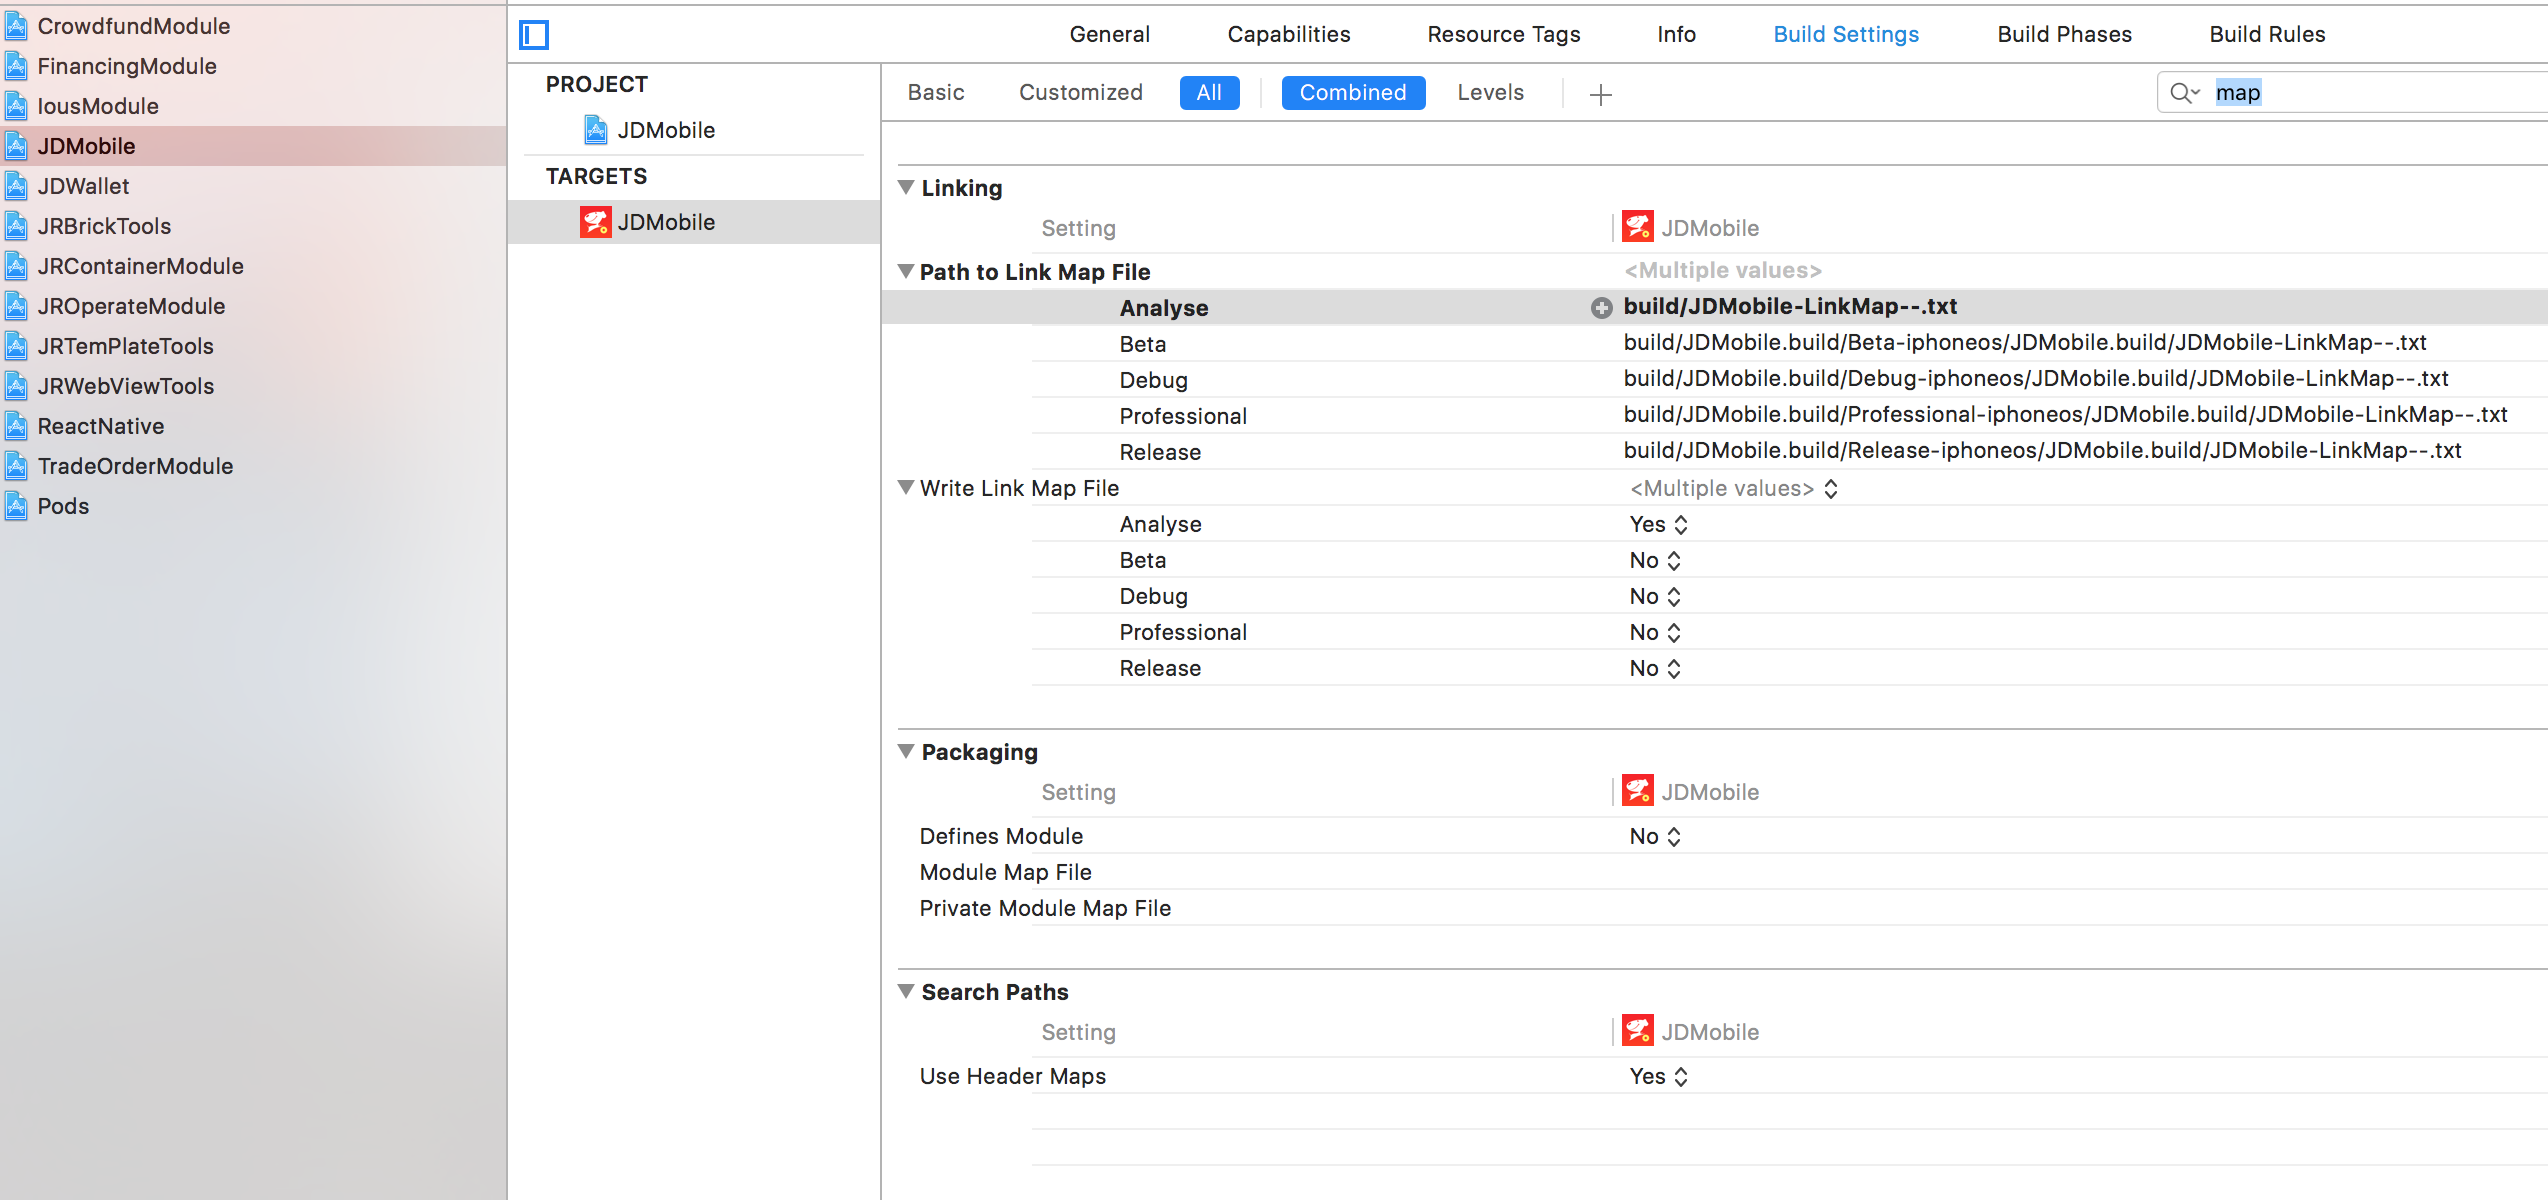 CrowdfundModule
FinancingModule
IousModule
JDMobile
JDWallet
JRBrickTools
JRContainerModule
JROperateModule
JRTemPlateTools
JRWebViewTools
ReactNative
TradeOrderModule
Pods
General Capabilities Resource Tags Info Build Settings Build Phases Build Rules
PROJECT
JDMobile
TARGETS
JDMobile
Basic Customized All Combined Levels map
Linking
Setting JDMobile
Path to Link Map File <Multiple values>
Analyse build/JDMobile-LinkMap--.txt
Beta build/JDMobile.build/Beta-iphoneos/JDMobile.build/JDMobile-LinkMap--.txt
Debug build/JDMobile.build/Debug-iphoneos/JDMobile.build/JDMobile-LinkMap--.txt
Professional build/JDMobile.build/Professional-iphoneos/JDMobile.build/JDMobile-LinkMap--.txt
Release build/JDMobile.build/Release-iphoneos/JDMobile.build/JDMobile-LinkMap--.txt
Write Link Map File <Multiple values>
Analyse Yes
Beta No
Debug No
Professional No
Release No
Packaging
Setting JDMobile
Defines Module No
Module Map File
Private Module Map File
Search Paths
Setting JDMobile
Use Header Maps Yes